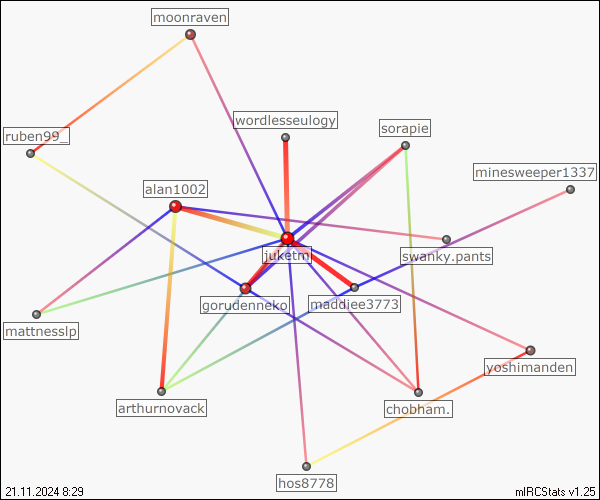 moonraven
wordlesseulogy
sorapie
ruben99_
minesweeper1337
alan1002
swanky.pants
juketro
gorudenneko
maddiee3773
mattnesslp
yoshimanden
arthurnovack
chobham.
hos8778
21.11.2024 8:29
mIRCStats v1.25